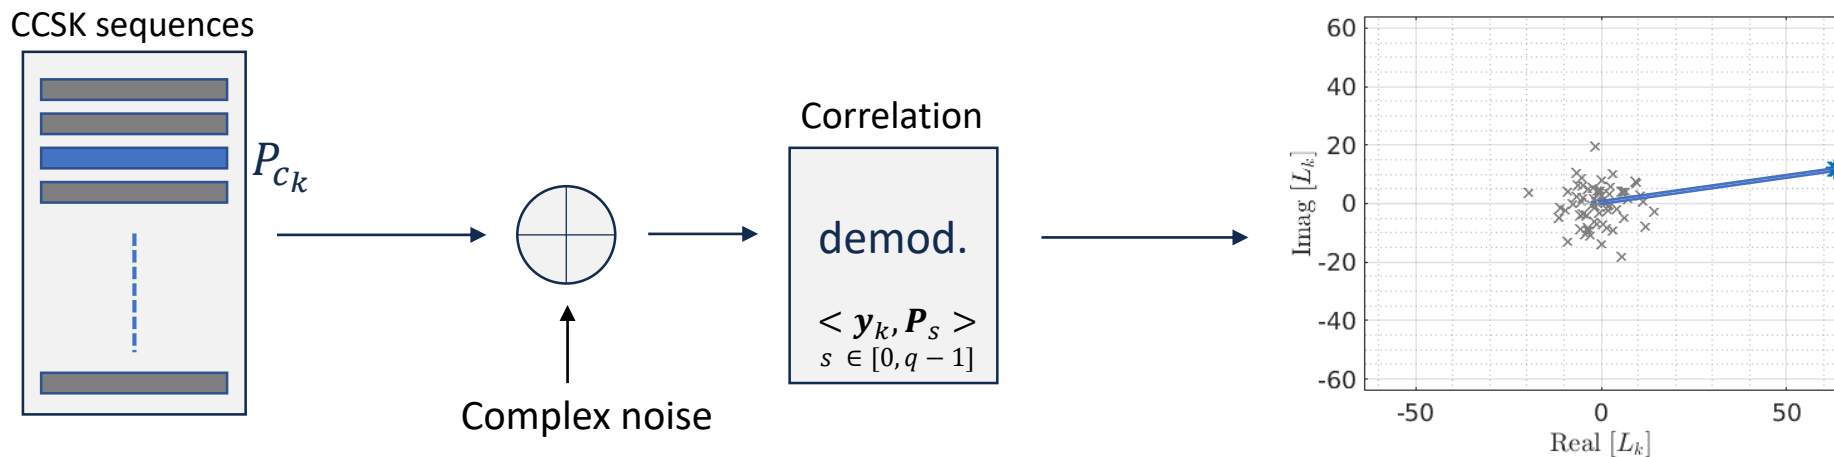 CCSK sequences
P_{c_k}
Complex noise
Correlation
demod.
< y_k, P_s >
s ∈ [0, q − 1]
60
40
20
0
-20
-40
-60
Imag [L_k]
-50
0
50
Real [L_k]